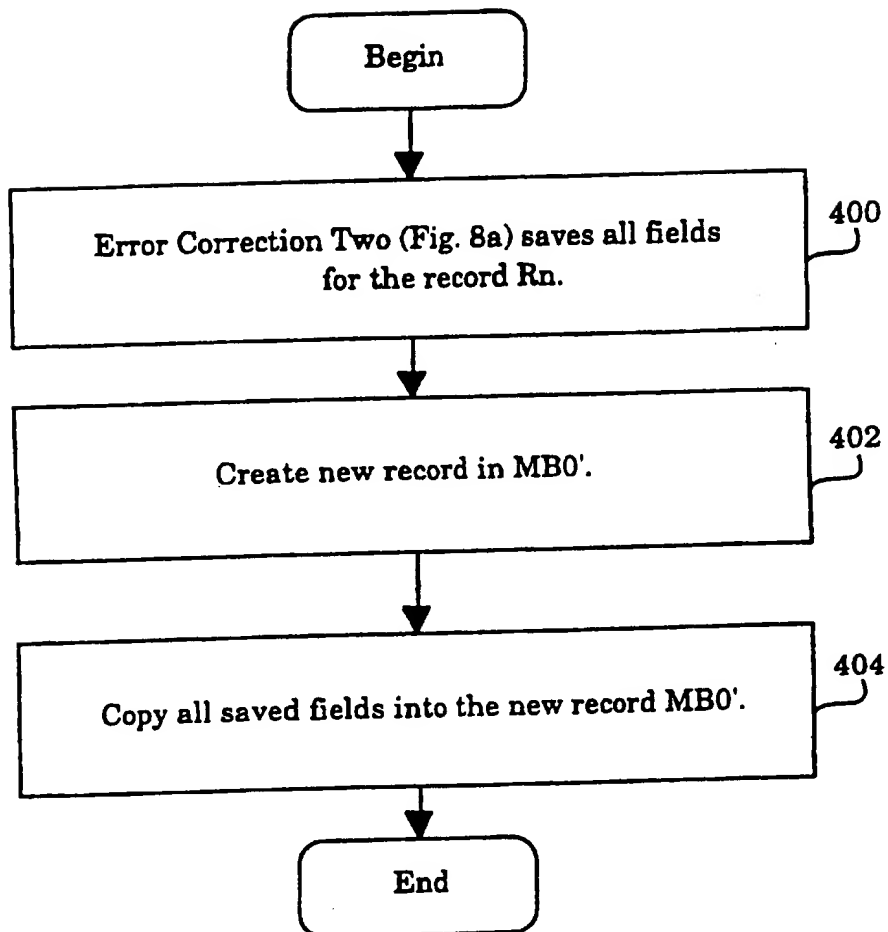 Begin
Error Correction Two (Fig. 8a) saves all fields
for the record Rn.
400
Create new record in MB0'.
402
Copy all saved fields into the new record MB0'.
404
End